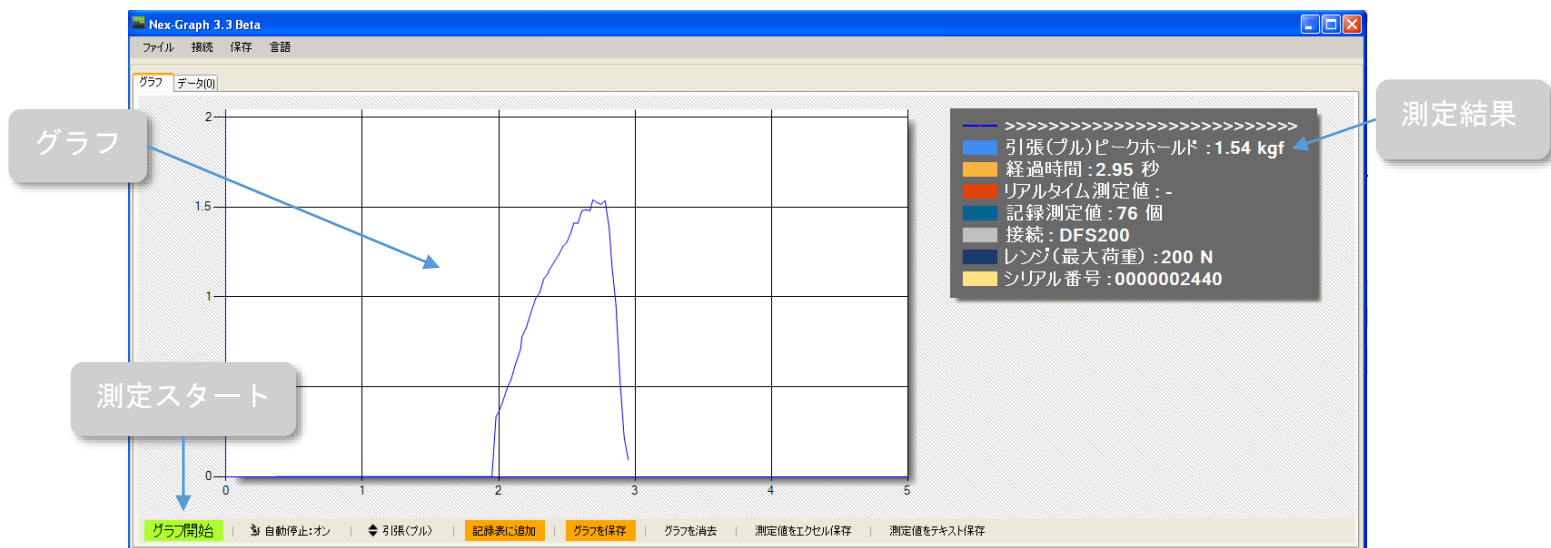 Nex-Graph 3.3 Beta
ファイル 接続 保存 言語
グラフ データ(0)
グラフ
測定スタート
測定結果
2
1.5
1
0
0 1 2 3 4 5
>>>>>>>>>>>>>>>>>>>>>>>>>>>
引張(プル)ピークホールド:1.54 kgf
経過時間:2.95 秒
リアルタイム測定値:-
記録測定値:76 個
接続:DFS200
レンジ(最大荷重):200 N
シリアル番号:0000002440
グラフ開始 | 自動停止:オン | 引張(プル) | 記録表に追加 | グラフを保存 | グラフを消去 | 測定値をエクセル保存 | 測定値をテキスト保存